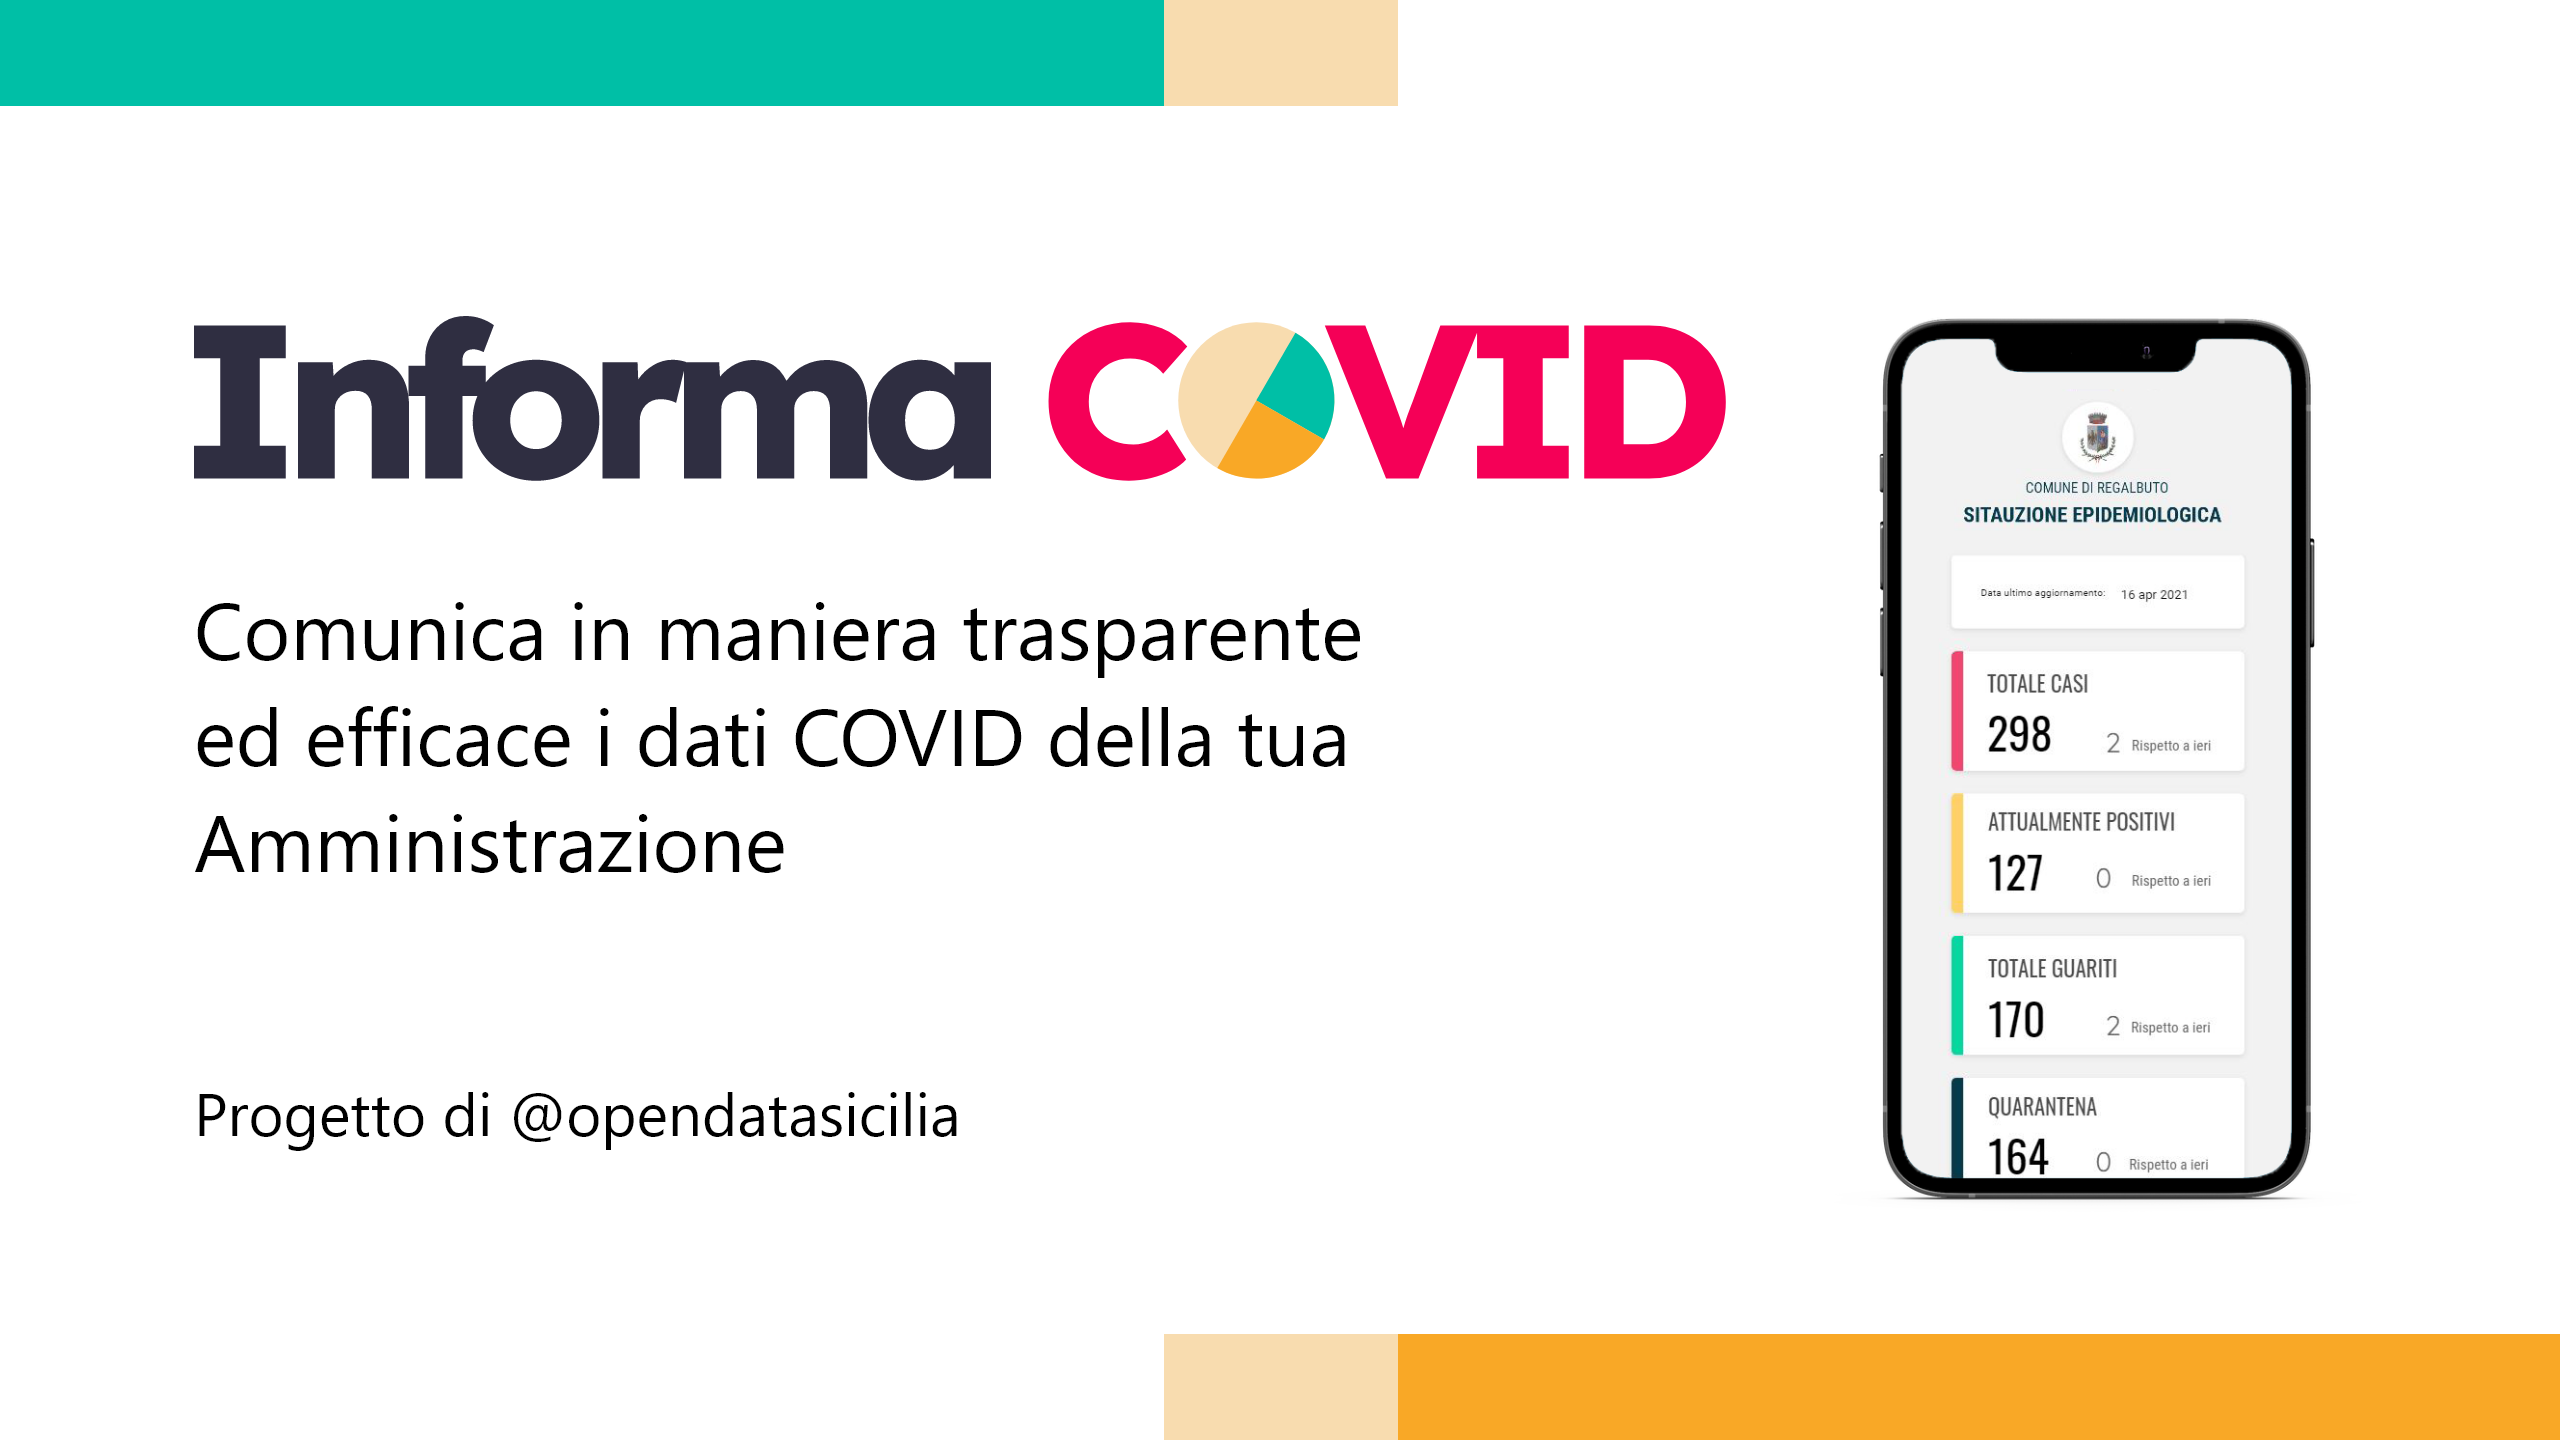 Informa COVID
Comunica in maniera trasparente
ed efficace i dati COVID della tua
Amministrazione
Progetto di @opendatasicilia
COMUNE DI REGALBUTO
SITAUZIONE EPIDEMIOLOGICA
Data ultimo aggiornamento: 16 apr 2021
TOTALE CASI
298 2 Rispetto a ieri
ATTUALMENTE POSITIVI
127 0 Rispetto a ieri
TOTALE GUARITI
170 2 Rispetto a ieri
QUARANTENA
164 0 Rispetto a ieri